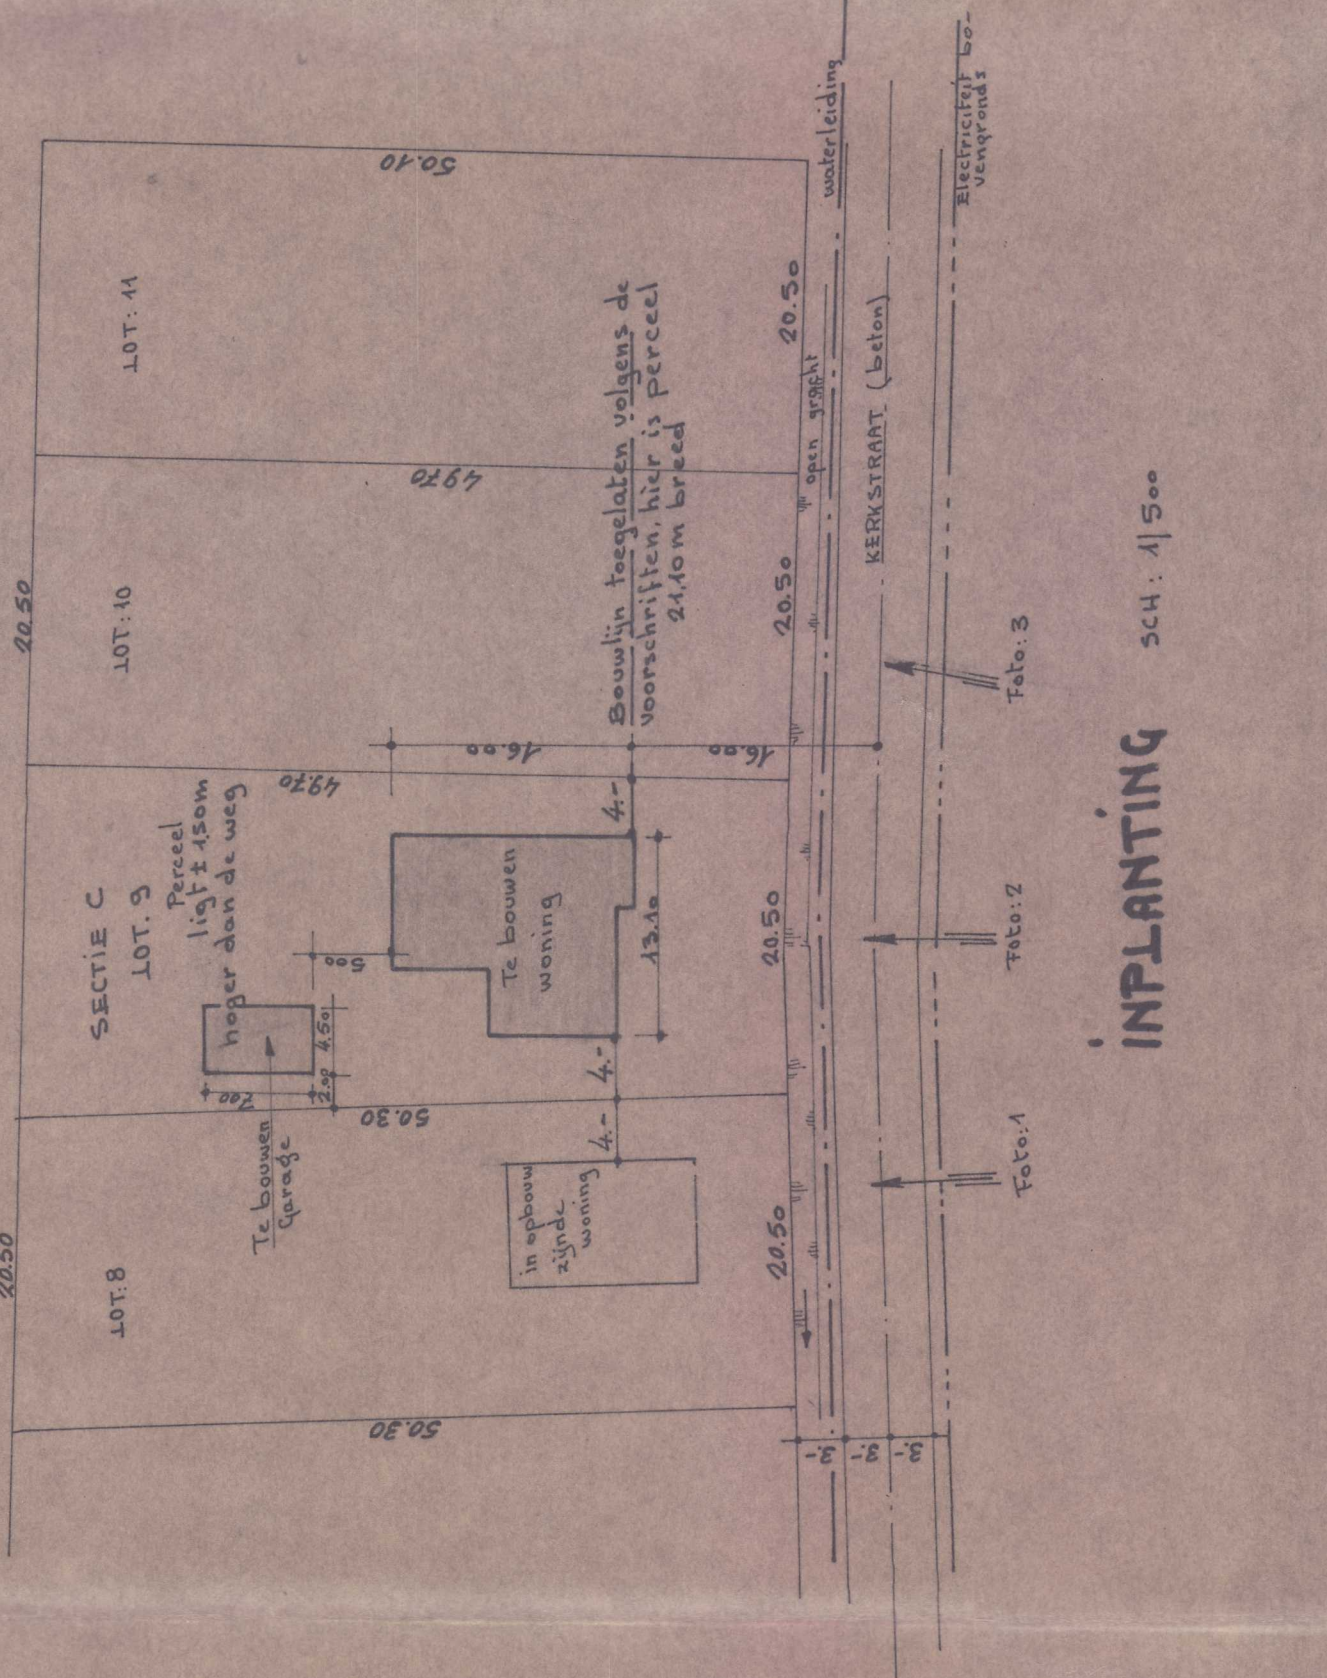 20.50
20.50
SECTIE C
LOT: 8
LOT. 9
LOT: 10
LOT: 11
Perceel
ligt ± 1,50m
hoger dan de weg
Te bouwen
Garage
7.00
2.00
4.50
5.00
50.30
50.30
49.70
49.70
50.10
in opbouw
zijnde
woning
Te bouwen
woning
4.-
4.-
4.-
13.10
16.00
16.00
Bouwlijn toegelaten volgens de
voorschriften, hier is perceel
21,10m breed
20.50
20.50
20.50
20.50
open gracht
waterleiding
KERKSTRAAT (beton)
Electriciteit bo-
vengronds
3.-
3.-
3.-
Foto:1
Foto:2
Foto:3
INPLANTING
SCH: 1/500